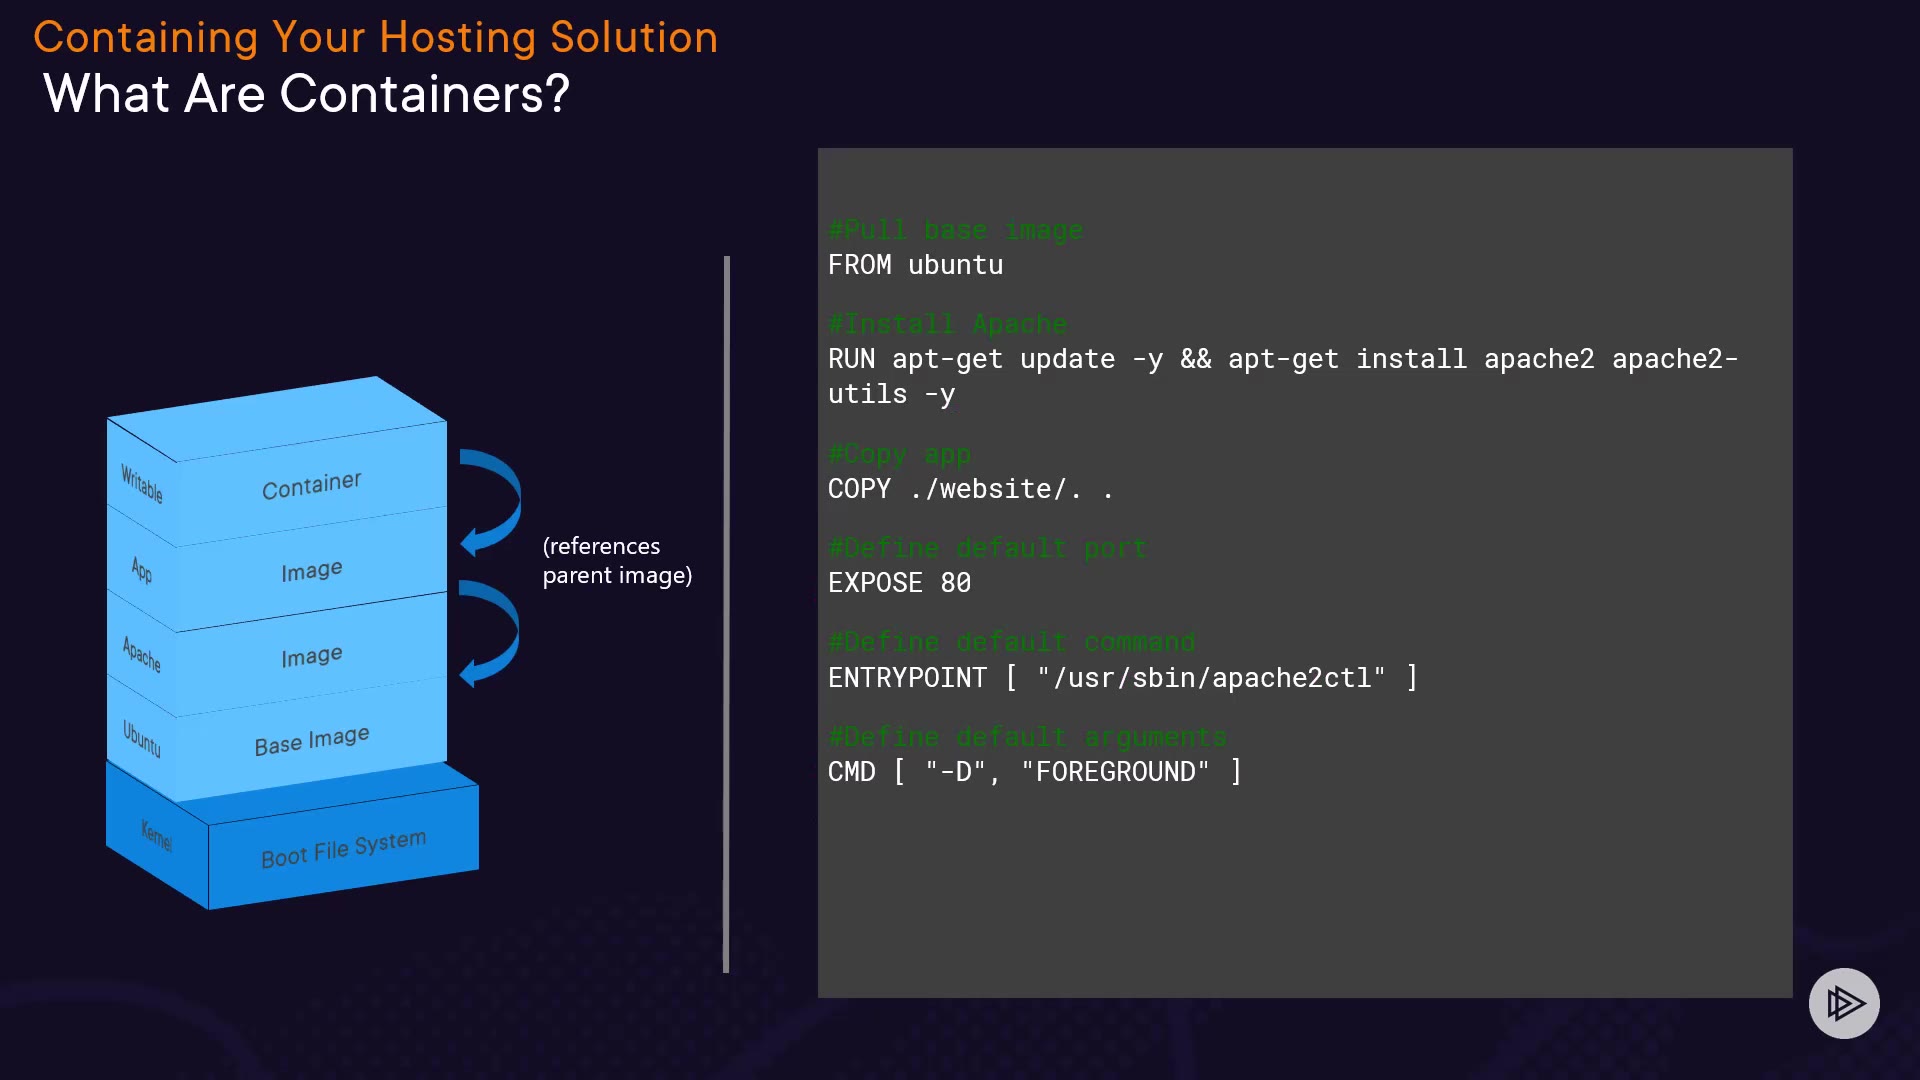 Containing Your Hosting Solution
What Are Containers?
Writable
Container
App
Image
Apache
Image
Ubuntu
Base Image
Kernel
Boot File System
(references
parent image)
#Pull base image
FROM ubuntu
#Install Apache
RUN apt-get update -y && apt-get install apache2 apache2-
utils -y
#Copy app
COPY ./website/. .
#Define default port
EXPOSE 80
#Define default command
ENTRYPOINT [ "/usr/sbin/apache2ctl" ]
#Define default arguments
CMD [ "-D", "FOREGROUND" ]